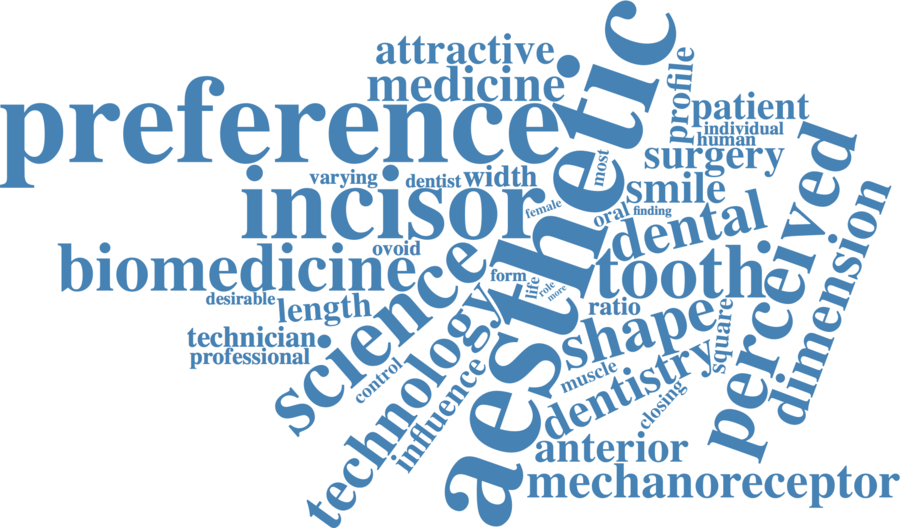 attractive
medicine
preference
aesthetic
profile
patient
individual
human
surgery
most
smile
perceived
dimension
varying
dentist
width
incisor
female
oral
finding
dental
ovoid
biomedicine
science
form
life
role
more
tooth
desirable
length
ratio
shape
square
technician
professional
control
technology
influence
muscle
dentistry
closing
anterior
mechanoreceptor